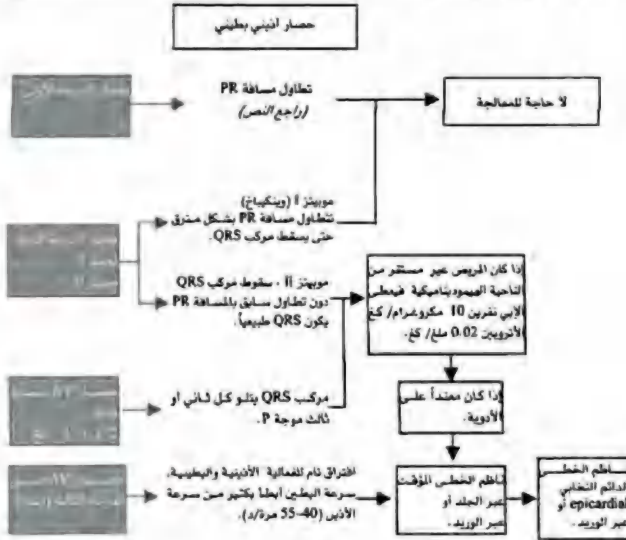 حصار أذيني بطيني
تطاول مسافة PR
(راجع النص)
لا حاجة للمعالجة
موبيتز I (وينكيباخ)
تتطاول مسافة PR بشكل مترق
حتى يسقط مركب QRS.
موبيتز II ، سقوط مركب QRS
دون تطاول سابق بالمسافة PR
يكون QRS طبيعياً.
إذا كان المريض غير مستقر من
الناحية الهيموديناميكية فيعطى
الإبي نفرين 10 مكروغرام/ كغ
الأتروبين 0.02 ملغ/ كغ.
مركب QRS يتلو كل ثاني أو
ثالث موجة P.
إذا كان معنداً على
الأدوية.
افتراق تام للفعالية الأذينية والبطينية.
سرعة البطين أبطأ بكثير من سرعة
الأذين (40-55 مرة/د).
ناظم الخطى المؤقت
عبر الجلد أو
عبر الوريد.
ناظم الخطى
الدائم النخابي
epicardial أو
عبر الوريد.